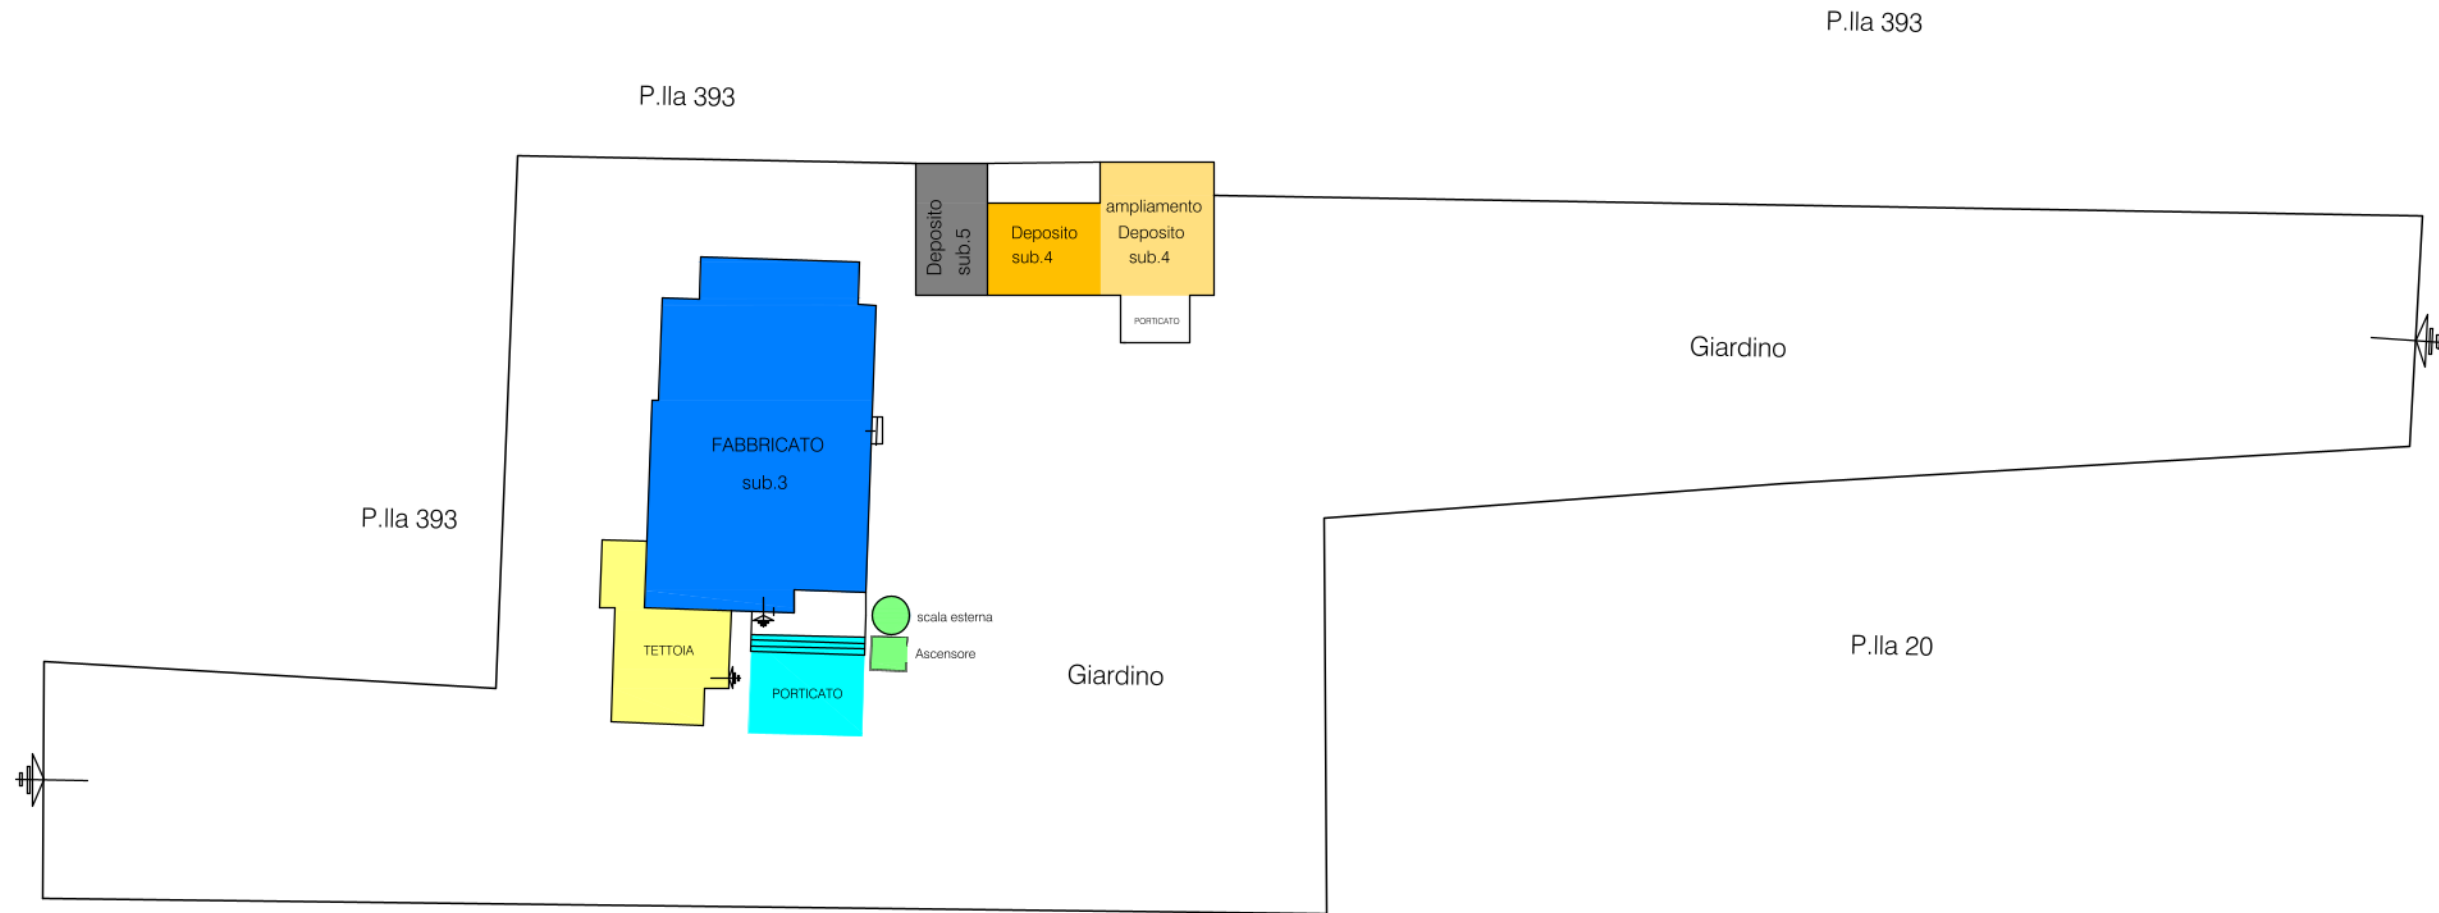 P.lla 393
P.lla 393
Deposito
sub.5
Deposito
sub.4
ampliamento
Deposito
sub.4
PORTICATO
Giardino
FABBRICATO
sub.3
P.lla 393
scala esterna
TETTOIA
Ascensore
PORTICATO
Giardino
P.lla 20